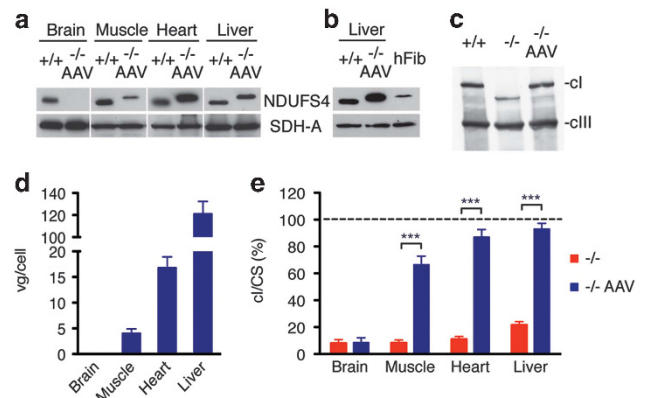 a
Brain Muscle Heart Liver
+/+ -/- AAV +/+ -/- AAV +/+ -/- AAV +/+ -/- AAV
NDUFS4
SDH-A
b
Liver
+/+ -/- AAV hFib
c
+/+ -/- -/- AAV
-cI
-cIII
d
vg/cell
140
120
100
20
15
10
5
0
Brain
Muscle
Heart
Liver
e
cI/CS (%)
120
100
80
60
40
20
0
***
***
***
-/-
-/- AAV
Brain Muscle Heart Liver